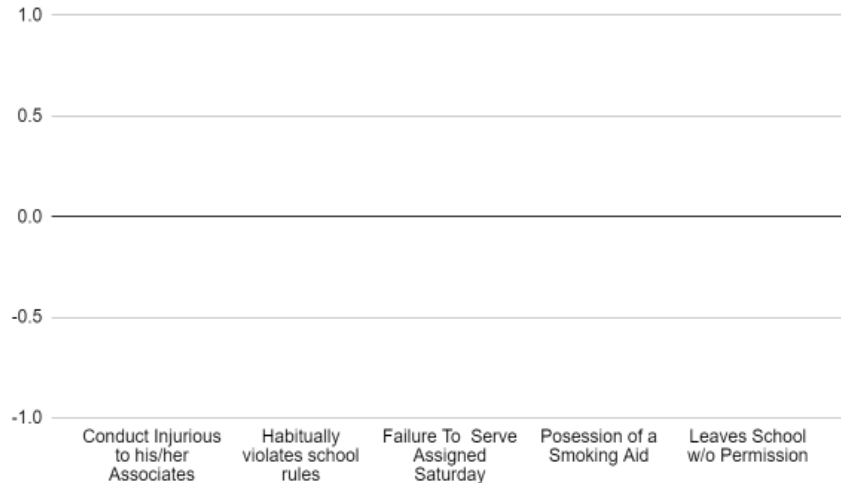 1.0
0.5
0.0
-0.5
-1.0
Conduct Injurious
to his/her
Associates
Habitually
violates school
rules
Failure To  Serve
Assigned
Saturday
Posession of a
Smoking Aid
Leaves School
w/o Permission